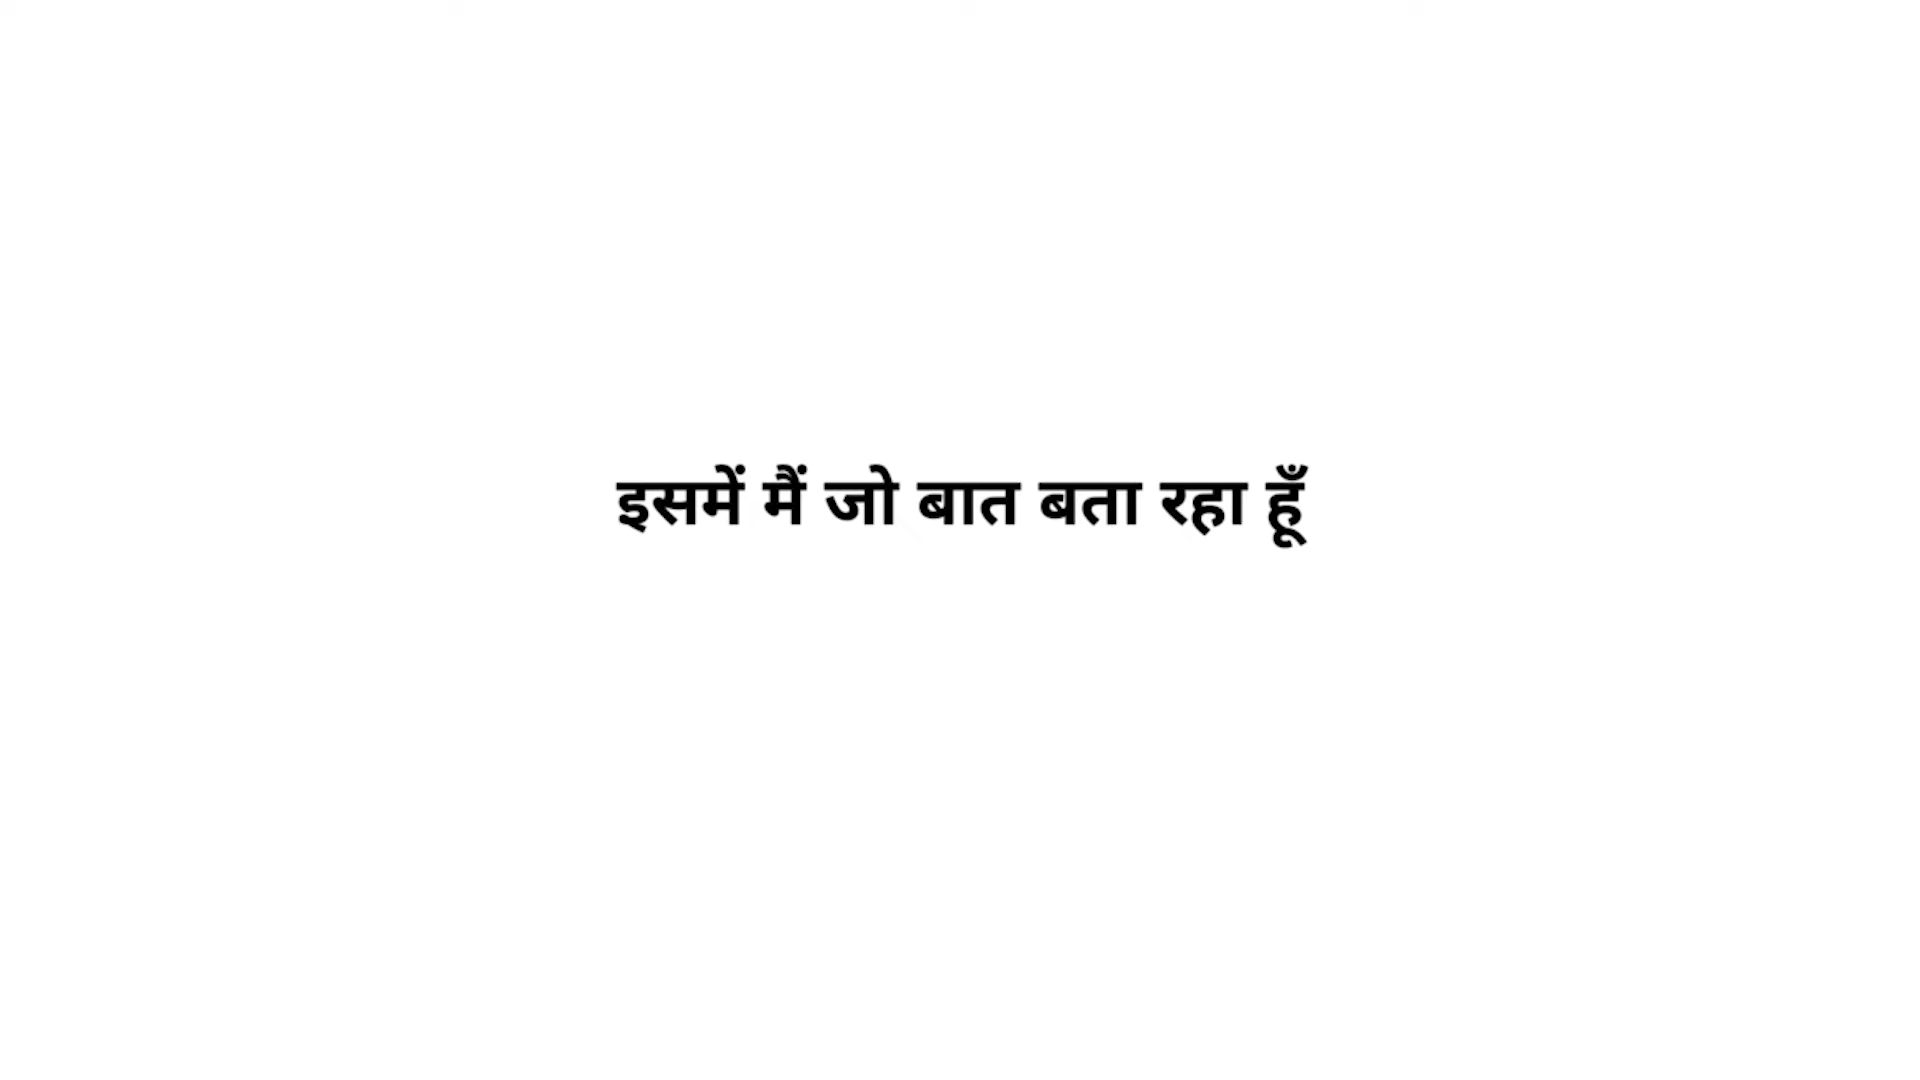 इसमें मैं जो बात बता रहा हूँ